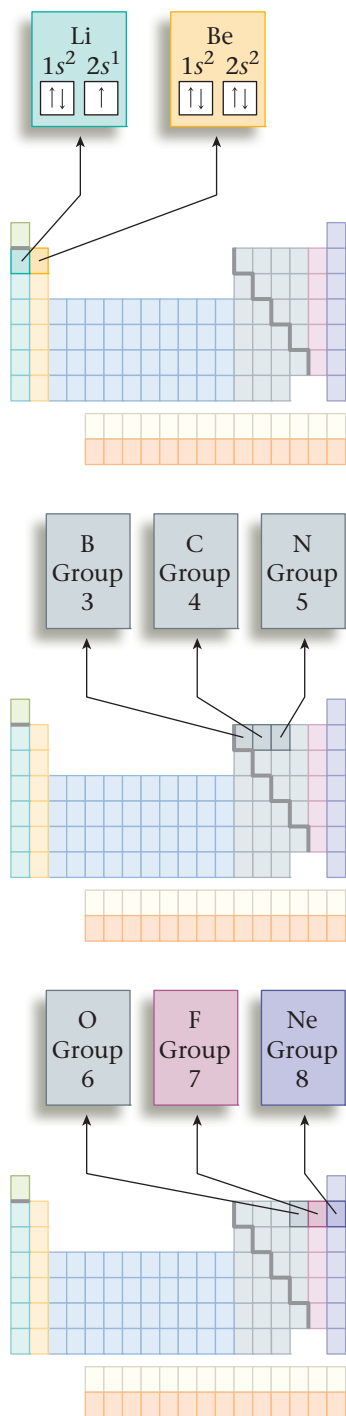 Li
1s² 2s¹
↑↓ ↑
Be
1s² 2s²
↑↓ ↑↓
B
Group
3
C
Group
4
N
Group
5
O
Group
6
F
Group
7
Ne
Group
8